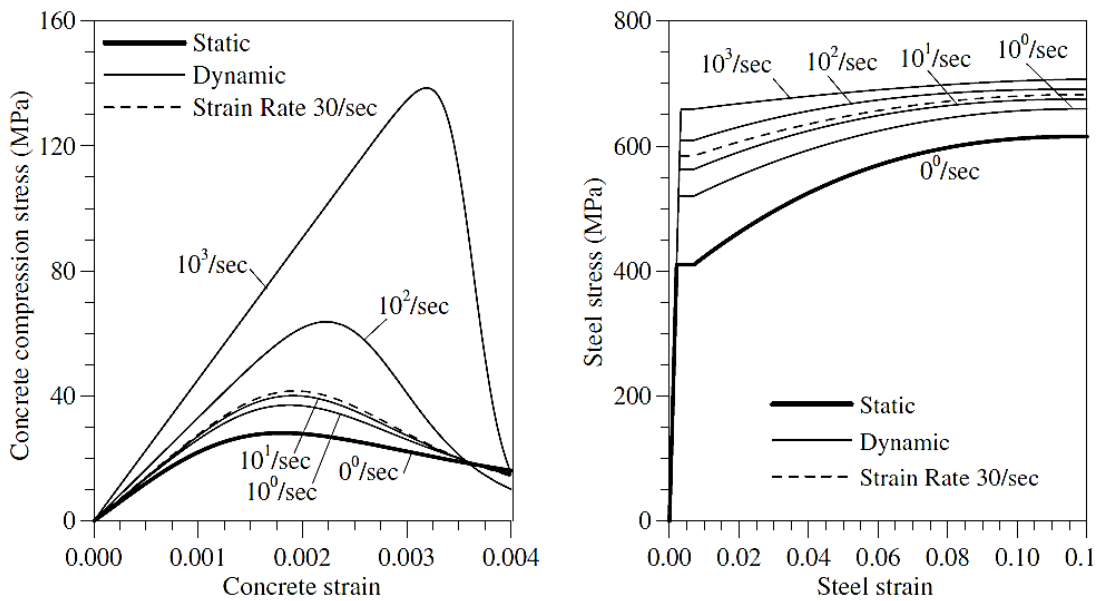 160
120
80
40
0
Concrete compression stress (MPa)
Static
Dynamic
Strain Rate 30/sec
10³/sec
10²/sec
10¹/sec
10⁰/sec
0⁰/sec
0.000
0.001
0.002
0.003
0.004
Concrete strain
800
600
400
200
0
Steel stress (MPa)
10³/sec
10²/sec
10¹/sec
10⁰/sec
0⁰/sec
Static
Dynamic
Strain Rate 30/sec
0.00
0.02
0.04
0.06
0.08
0.10
0.1
Steel strain